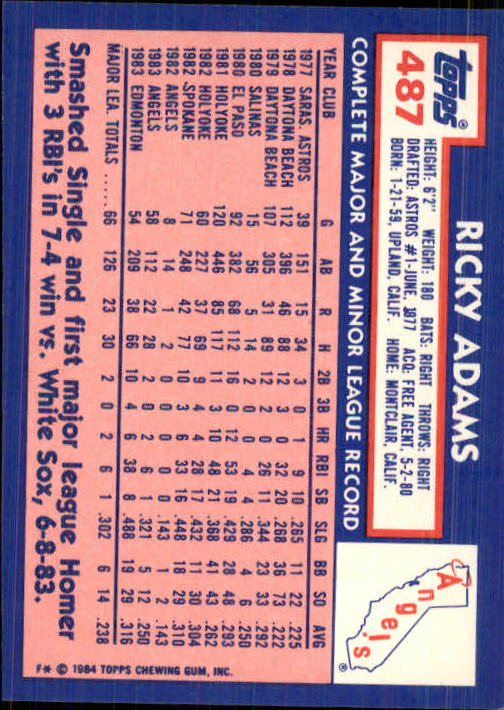 Topps®
487
RICKY ADAMS
HEIGHT: 6'2" WEIGHT: 180 BATS: RIGHT THROWS: RIGHT
DRAFTED: ASTROS #1-JUNE, 1977 ACQ: FREE AGENT, 5-2-80
BORN: 1-21-59, UPLAND, CALIF. HOME: MONTCLAIR, CALIF.
Angels®
COMPLETE MAJOR AND MINOR LEAGUE RECORD
YEAR CLUB G AB R H 2B 3B HR RBI SB SLG BB SO AVG
1977 SARAS. ASTROS 39 151 15 34 3 0 1 9 10 .265 11 22 .225
1978 DAYTONA BEACH 112 396 46 88 12 3 0 32 20 .268 36 73 .222
1979 DAYTONA BEACH 107 305 31 89 12 2 0 26 11 .344 23 33 .292
1980 SALINAS 15 56 5 14 2 0 0 4 4 .286 4 6 .250
1980 EL PASO 92 382 68 112 16 0 12 53 19 .429 28 48 .293
1981 HOLYOKE 120 446 85 117 11 3 10 48 21 .368 41 43 .262
1982 HOLYOKE 60 227 37 69 9 4 4 28 17 .432 11 30 .304
1982 SPOKANE 71 248 42 77 10 3 6 33 16 .448 18 29 .310
1982 ANGELS 8 14 1 2 0 0 0 0 0 .143 1 2 .143
1983 ANGELS 58 112 22 28 2 0 2 6 1 .321 5 12 .250
1983 EDMONTON 54 209 38 66 10 4 6 38 8 .488 19 29 .316
MAJOR LEA. TOTALS ..... 66 126 23 30 2 0 2 6 1 .302 6 14 .238
Smashed Single and first major league Homer
with 3 RBI's in 7-4 win vs. White Sox, 6-8-83.
F* © 1984 TOPPS CHEWING GUM, INC.